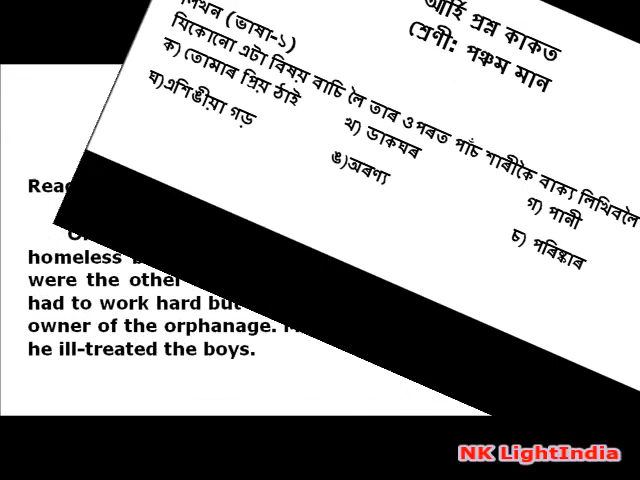 আৰ্হি প্ৰশ্ন কাকত
শ্ৰেণী: পঞ্চম মান
লিখন (ভাষা-১)
যিকোনো এটা বিষয় বাচি লৈ তাৰ ওপৰত পাঁচ শাৰীকৈ বাক্য লিখিবলৈ
ক) তোমাৰ প্ৰিয় ঠাই
খ) ডাকঘৰ
গ) পানী
ঘ)এশিঙীয়া গড়
ঙ)অৰণ্য
চ) পৰিষ্কাৰ
homeless
were the other
had to work hard but
owner of the orphanage.
he ill-treated the boys.
NK LightIndia